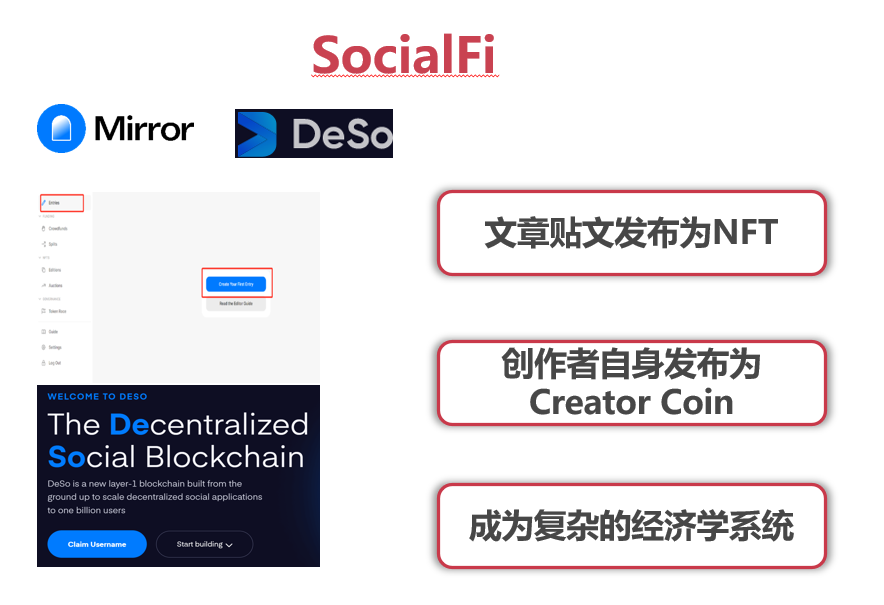 SocialFi
Mirror
DeSo
Entries
Crowdfunds
Splits
Editions
Auctions
Token Race
Guide
Settings
Log Out
Create Your First Entry
Read the Editor Guide
WELCOME TO DESO
The Decentralized
Social Blockchain
DeSo is a new layer-1 blockchain built from the
ground up to scale decentralized social applications
to one billion users
Claim Username
Start building
文章贴文发布为NFT
创作者自身发布为
Creator Coin
成为复杂的经济学系统